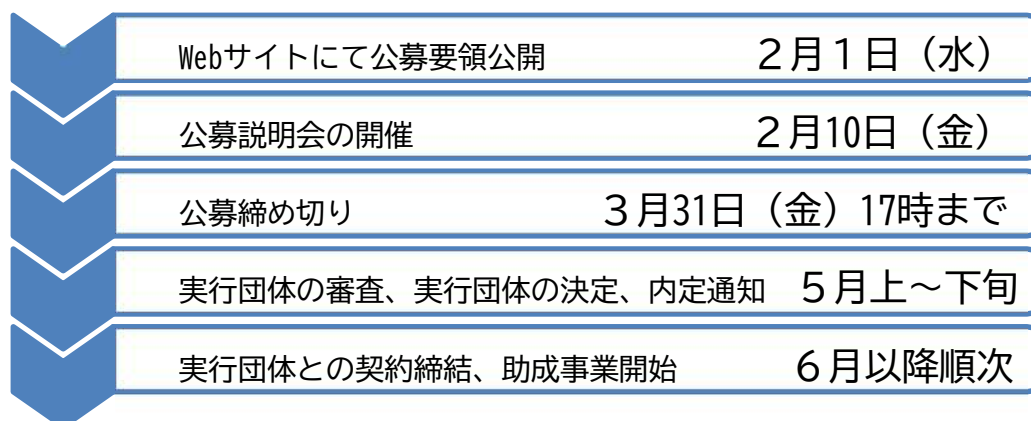 Webサイトにて公募要領公開 ２月１日（水）
公募説明会の開催 ２月10日（金）
公募締め切り ３月31日（金）17時まで
実行団体の審査、実行団体の決定、内定通知 ５月上～下旬
実行団体との契約締結、助成事業開始 ６月以降順次